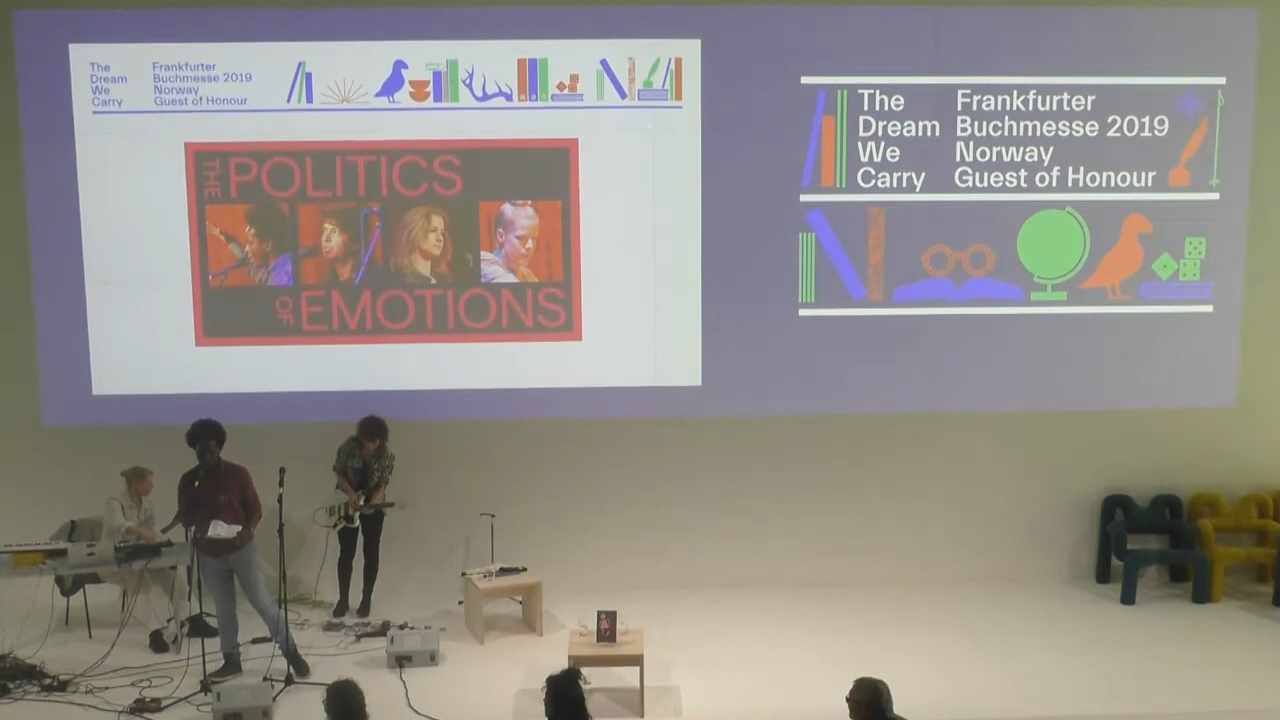 The
Dream
We
Carry
Frankfurter
Buchmesse 2019
Norway
Guest of Honour
THE POLITICS
OF EMOTIONS
The
Dream
We
Carry
Frankfurter
Buchmesse 2019
Norway
Guest of Honour